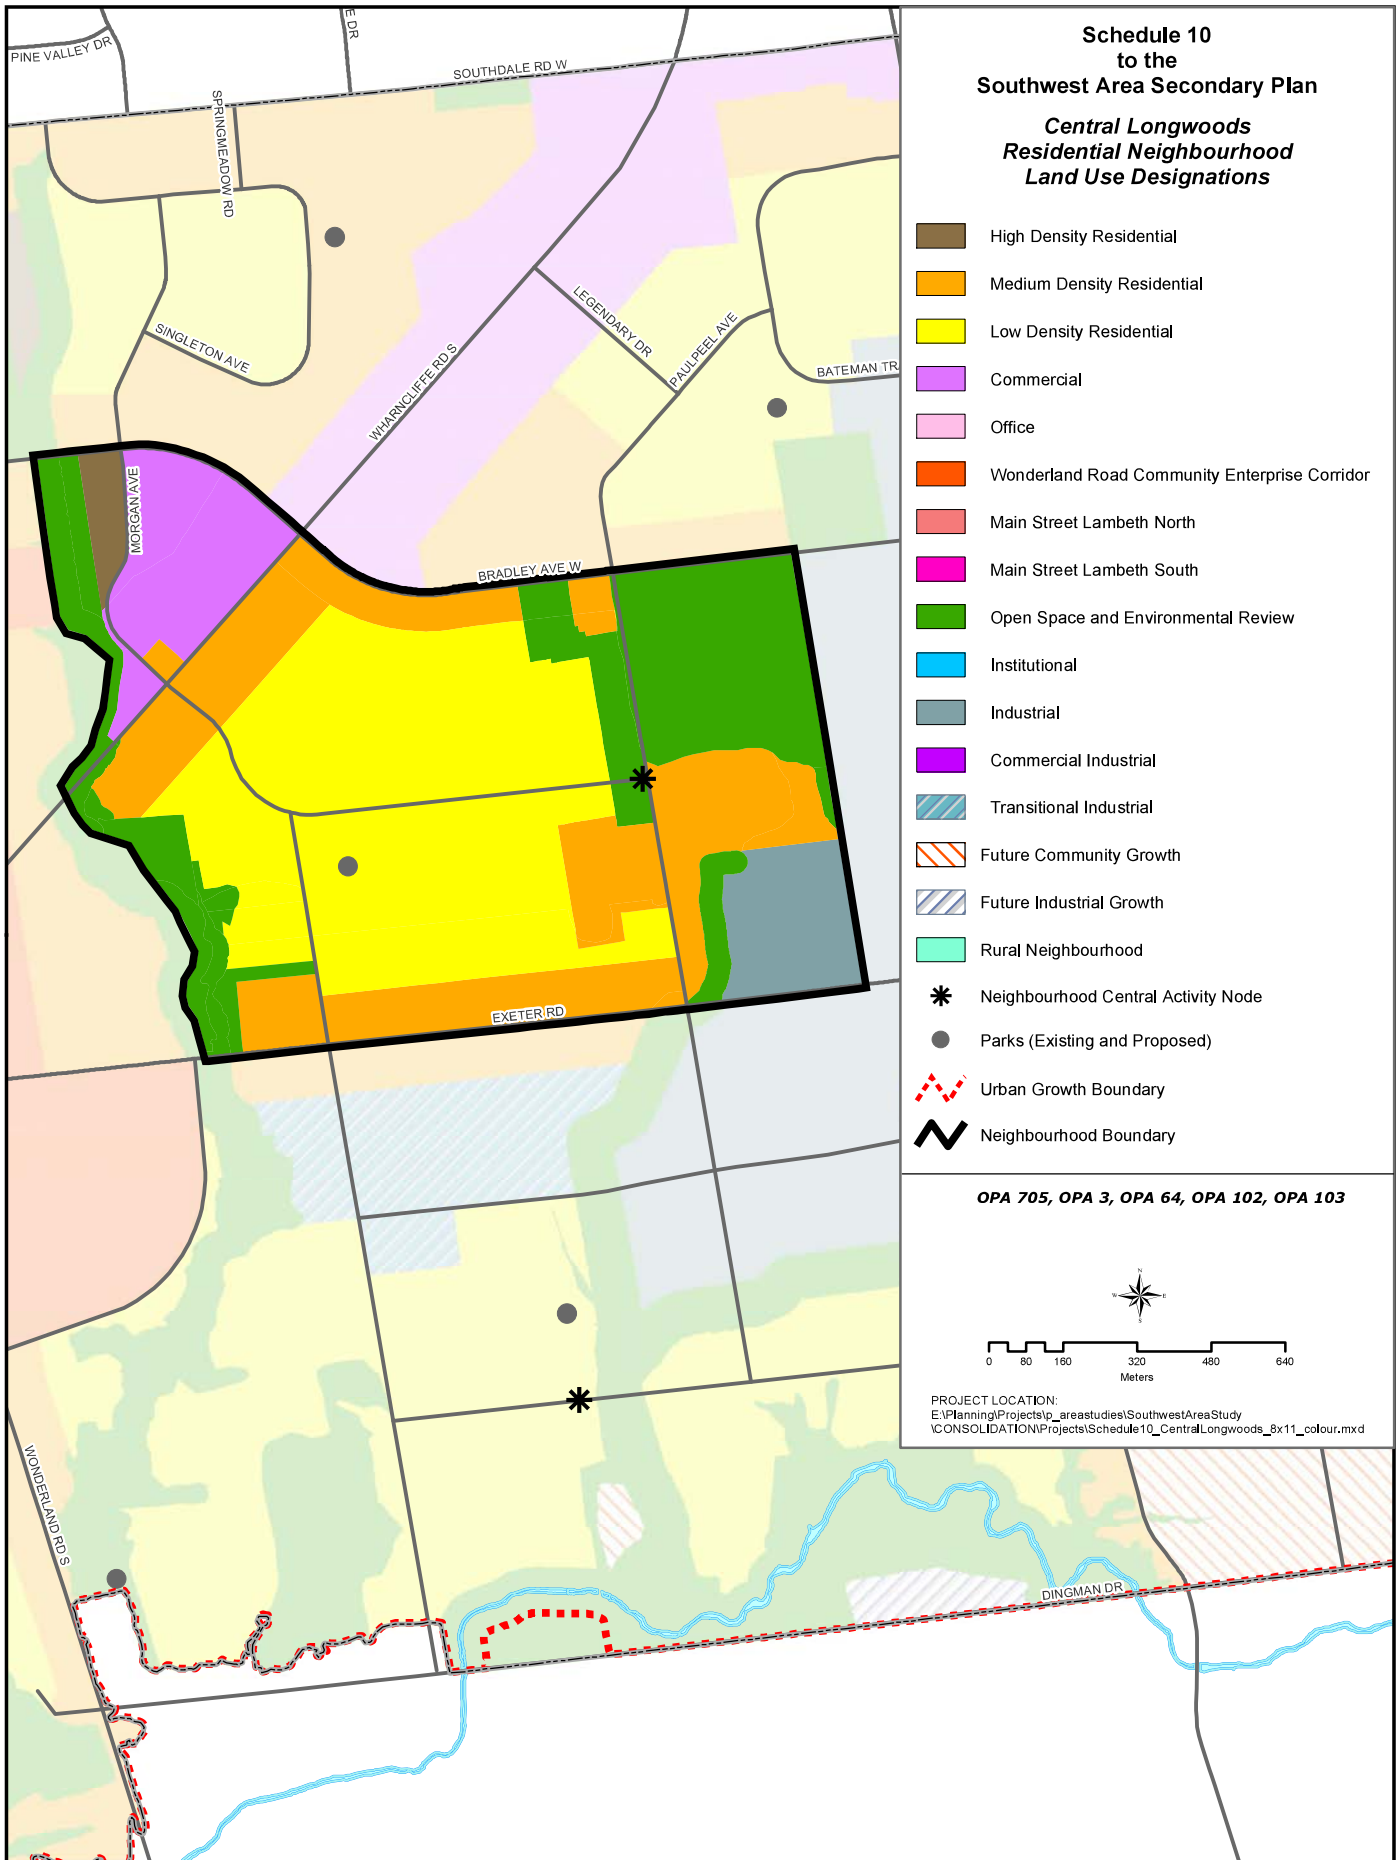 Schedule 10
to the
Southwest Area Secondary Plan
Central Longwoods
Residential Neighbourhood
Land Use Designations
High Density Residential
Medium Density Residential
Low Density Residential
Commercial
Office
Wonderland Road Community Enterprise Corridor
Main Street Lambeth North
Main Street Lambeth South
Open Space and Environmental Review
Institutional
Industrial
Commercial Industrial
Transitional Industrial
Future Community Growth
Future Industrial Growth
Rural Neighbourhood
Neighbourhood Central Activity Node
Parks (Existing and Proposed)
Urban Growth Boundary
Neighbourhood Boundary
OPA 705, OPA 3, OPA 64, OPA 102, OPA 103
N
W E
S
0 80 160 320 480 640
Meters
PROJECT LOCATION:
E:\Planning\Projects\p_areastudies\SouthwestAreaStudy
\CONSOLIDATION\Projects\Schedule10_CentralLongwoods_8x11_colour.mxd
PINE VALLEY DR
E DR
SOUTHDALE RD W
SPRINGMEADOW RD
SINGLETON AVE
WHARNCLIFFE RD S
LEGENDARY DR
PAULPEEL AVE
BATEMAN TR
MORGAN AVE
BRADLEY AVE W
EXETER RD
WONDERLAND RD S
DINGMAN DR